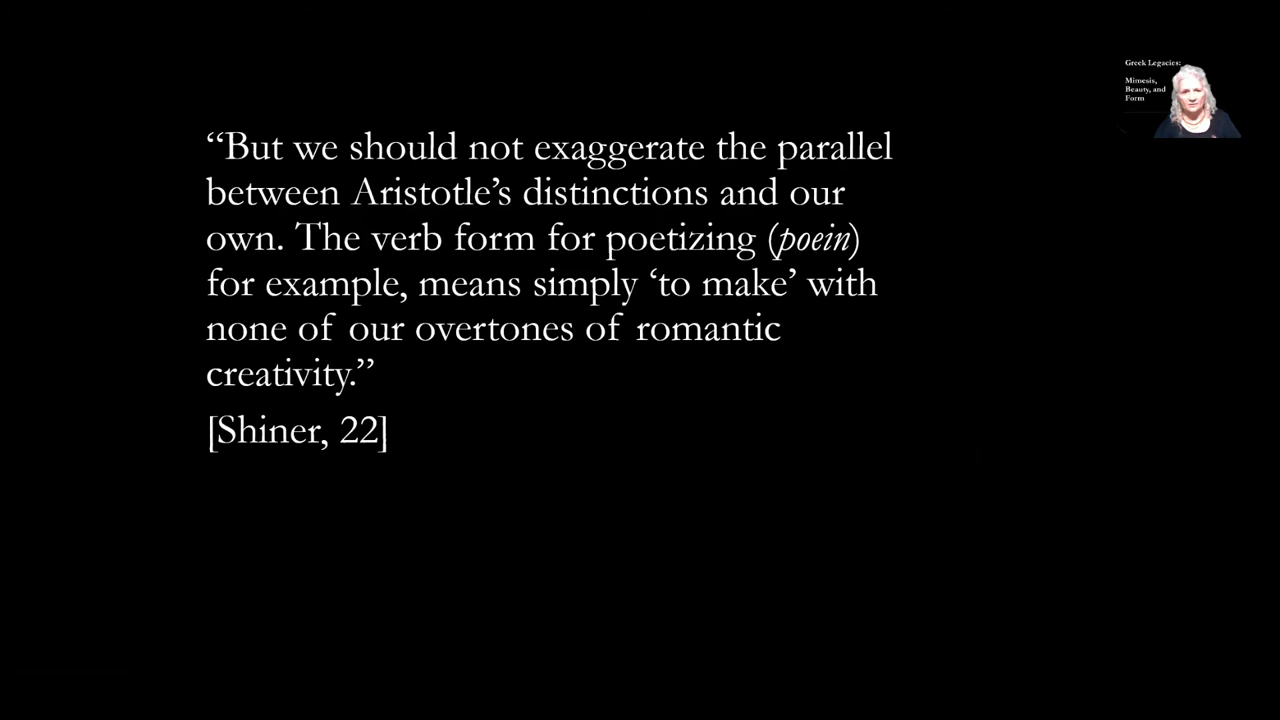 “But we should not exaggerate the parallel
between Aristotle’s distinctions and our
own. The verb form for poetizing (poein)
for example, means simply ‘to make’ with
none of our overtones of romantic
creativity.”
[Shiner, 22]
Greek Legacies:
Mimesis,
Beauty, and
Form